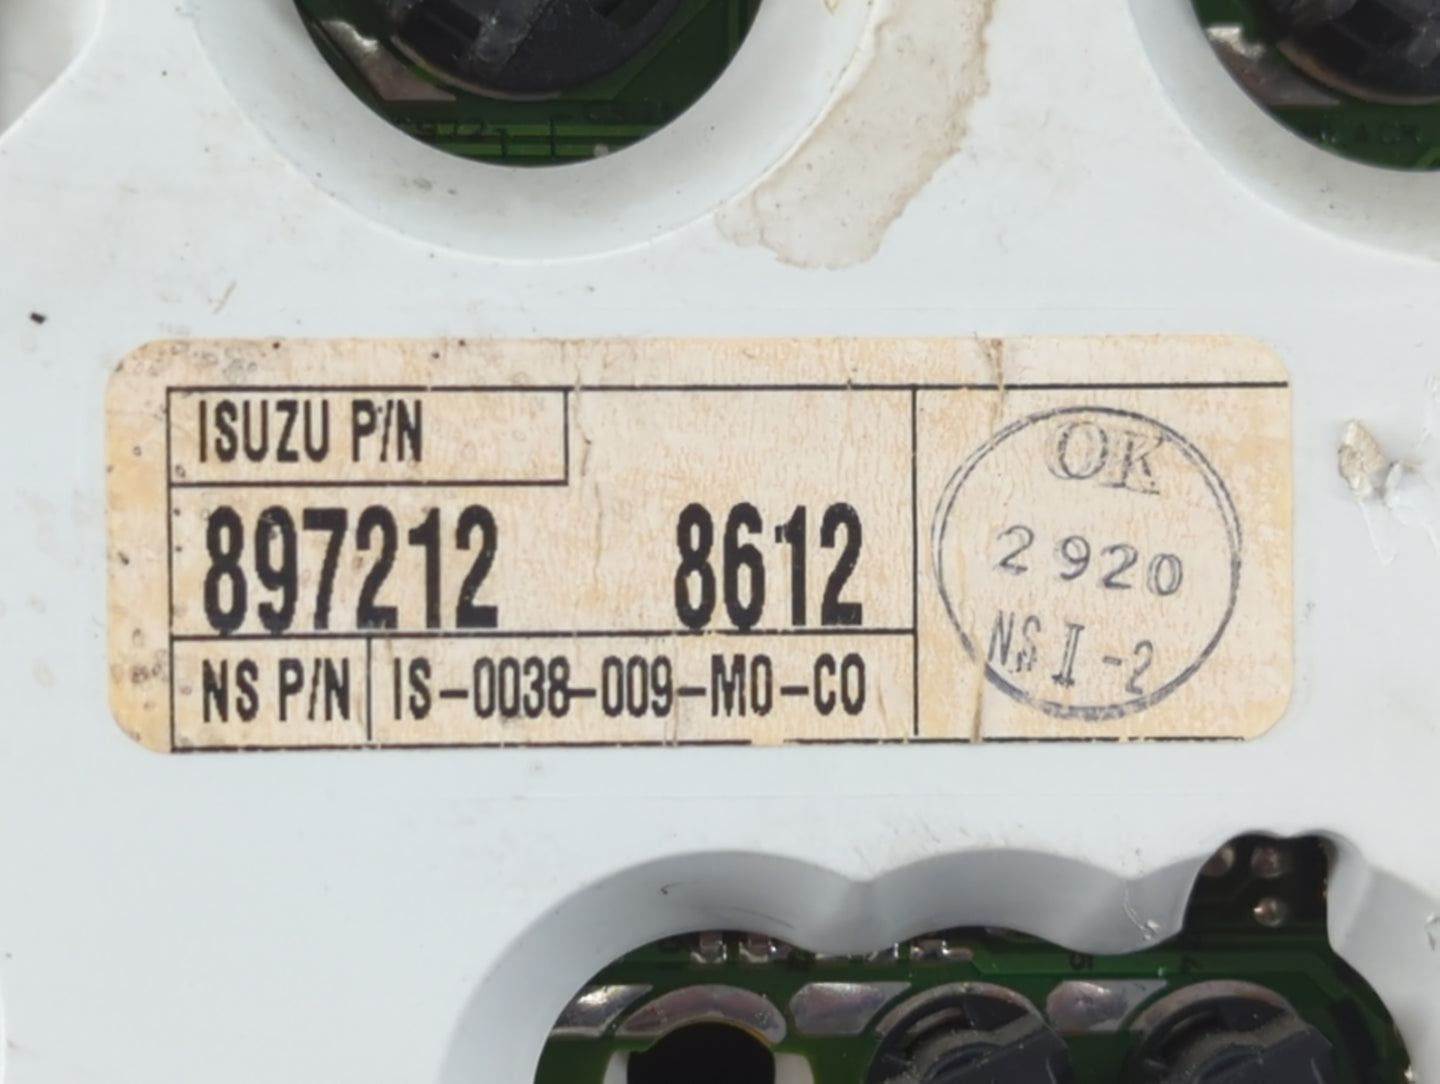 ISUZU P/N
897212 8612
NS P/N IS-0038-009-M0-C0
OK
2920
NS II -2